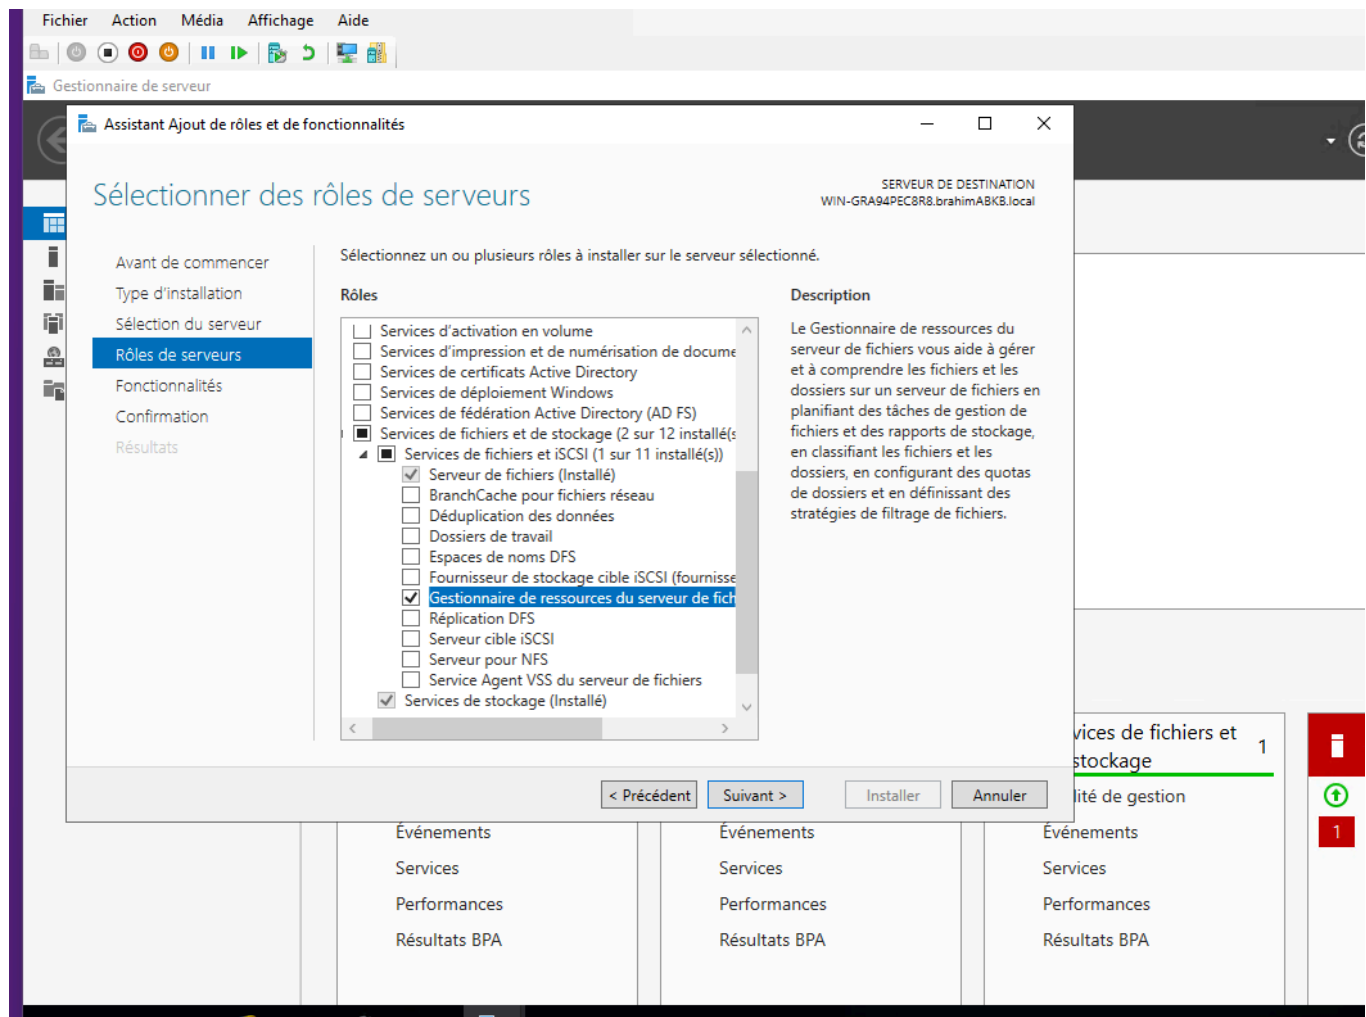 Fichier Action Média Affichage Aide
Gestionnaire de serveur
Assistant Ajout de rôles et de fonctionnalités
Sélectionner des rôles de serveurs
SERVEUR DE DESTINATION
WIN-GRA94PEC8R8.brahimABKB.local
Avant de commencer
Type d'installation
Sélection du serveur
Rôles de serveurs
Fonctionnalités
Confirmation
Résultats
Sélectionnez un ou plusieurs rôles à installer sur le serveur sélectionné.
Rôles
Services d'activation en volume
Services d'impression et de numérisation de docume
Services de certificats Active Directory
Services de déploiement Windows
Services de fédération Active Directory (AD FS)
Services de fichiers et de stockage (2 sur 12 installé(s
Services de fichiers et iSCSI (1 sur 11 installé(s))
Serveur de fichiers (Installé)
BranchCache pour fichiers réseau
Déduplication des données
Dossiers de travail
Espaces de noms DFS
Fournisseur de stockage cible iSCSI (fournisse
Gestionnaire de ressources du serveur de fich
Réplication DFS
Serveur cible iSCSI
Serveur pour NFS
Service Agent VSS du serveur de fichiers
Services de stockage (Installé)
Description
Le Gestionnaire de ressources du
serveur de fichiers vous aide à gérer
et à comprendre les fichiers et les
dossiers sur un serveur de fichiers en
planifiant des tâches de gestion de
fichiers et des rapports de stockage,
en classifiant les fichiers et les
dossiers, en configurant des quotas
de dossiers et en définissant des
stratégies de filtrage de fichiers.
< Précédent Suivant > Installer Annuler
vices de fichiers et
stockage
1
lité de gestion
1
Événements
Services
Performances
Résultats BPA
Événements
Services
Performances
Résultats BPA
Événements
Services
Performances
Résultats BPA